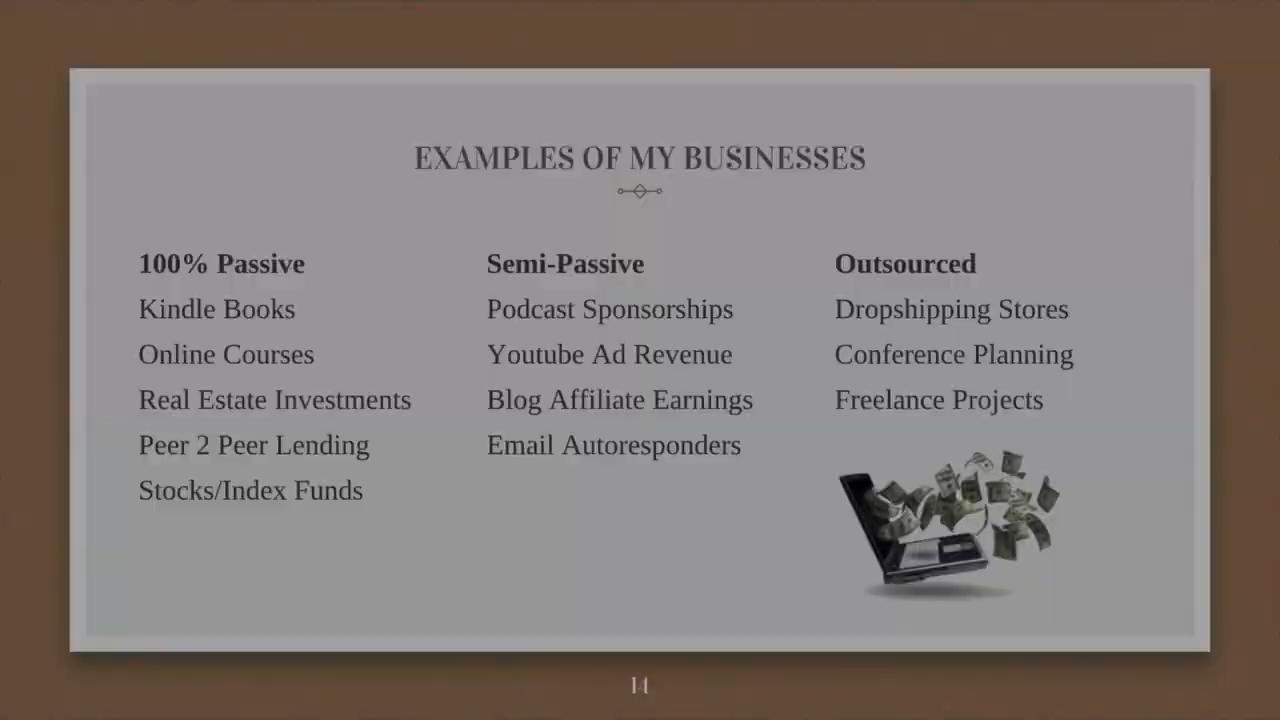 EXAMPLES OF MY BUSINESSES
100% Passive
Kindle Books
Online Courses
Real Estate Investments
Peer 2 Peer Lending
Stocks/Index Funds
Semi-Passive
Podcast Sponsorships
Youtube Ad Revenue
Blog Affiliate Earnings
Email Autoresponders
Outsourced
Dropshipping Stores
Conference Planning
Freelance Projects
14